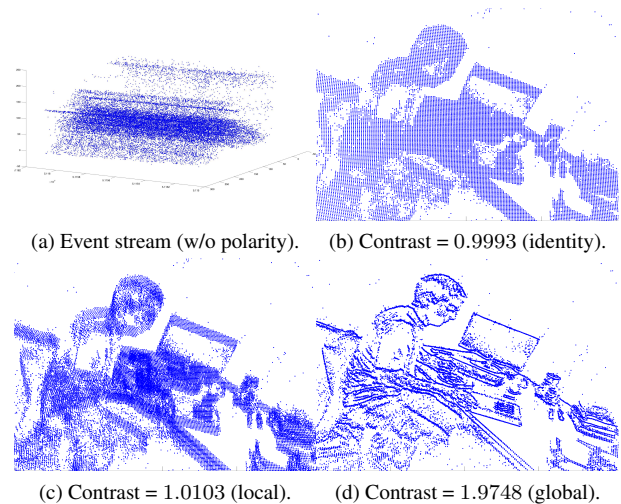 (a) Event stream (w/o polarity).
(b) Contrast = 0.9993 (identity).
(c) Contrast = 1.0103 (local).
(d) Contrast = 1.9748 (global).